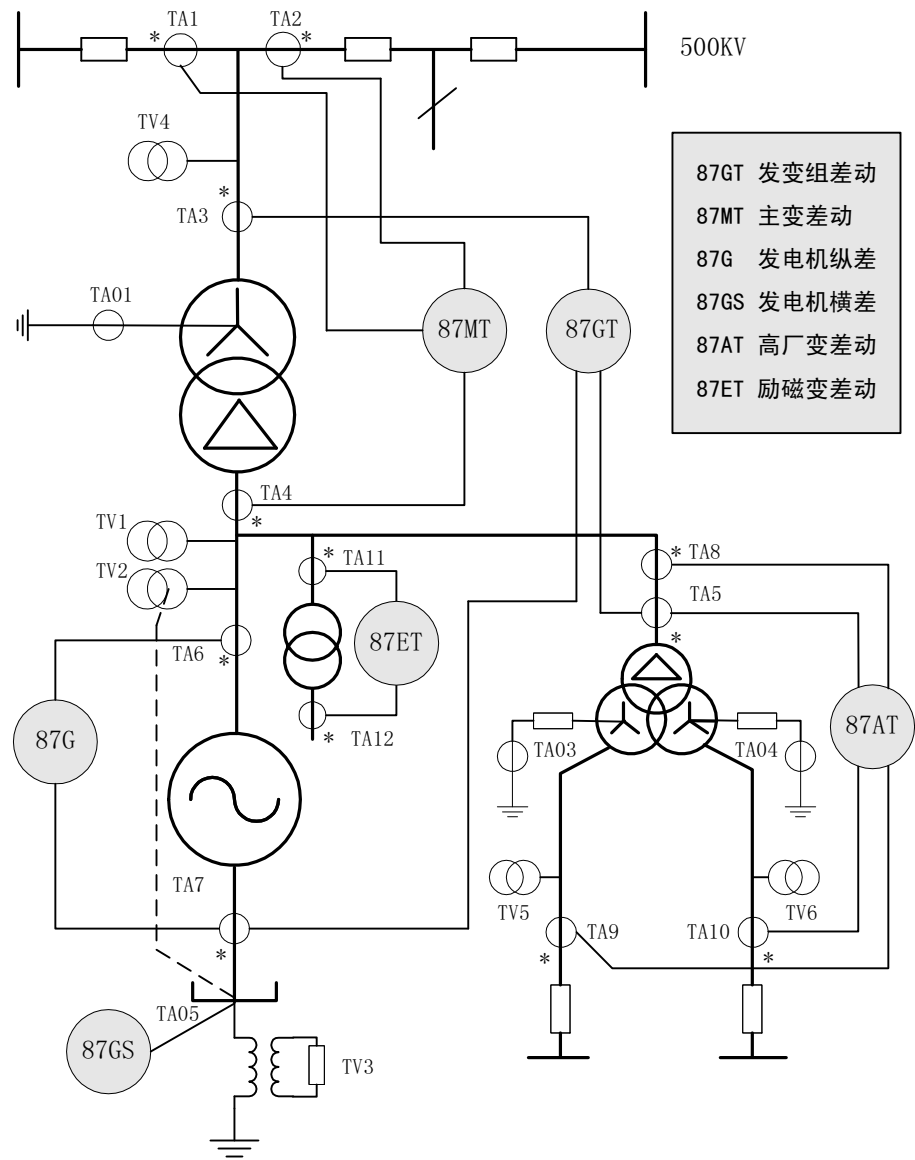 TA1
TA2
500KV
TV4
87GT 发变组差动
87MT 主变差动
87G 发电机纵差
87GS 发电机横差
87AT 高厂变差动
87ET 励磁变差动
TA3
TA01
87MT
87GT
TA4
TV1
TV2
TA11
TA8
TA5
TA6
87ET
87G
TA12
TA03
TA04
87AT
TA7
TV5
TV6
TA9
TA10
TA05
87GS
TV3